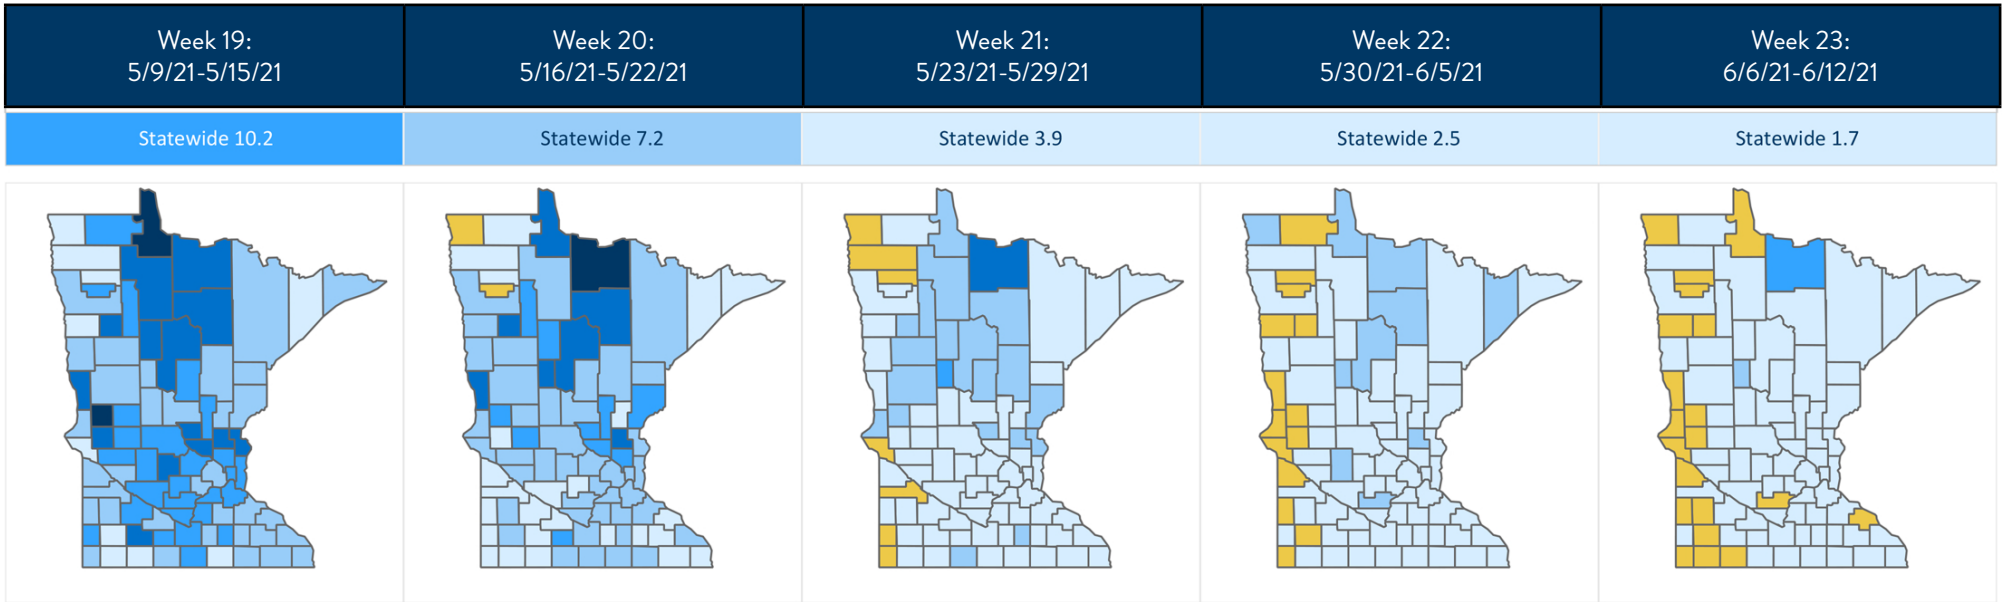 Week 19:
5/9/21-5/15/21
Week 20:
5/16/21-5/22/21
Week 21:
5/23/21-5/29/21
Week 22:
5/30/21-6/5/21
Week 23:
6/6/21-6/12/21
Statewide 10.2
Statewide 7.2
Statewide 3.9
Statewide 2.5
Statewide 1.7